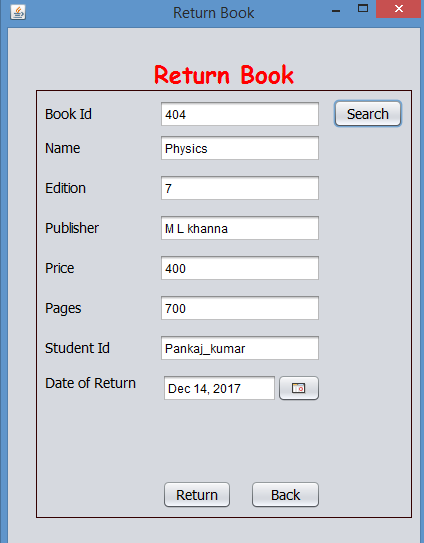 Return Book
Return Book
Book Id 404 Search
Name Physics
Edition 7
Publisher M L khanna
Price 400
Pages 700
Student Id Pankaj_kumar
Date of Return Dec 14, 2017
Return Back